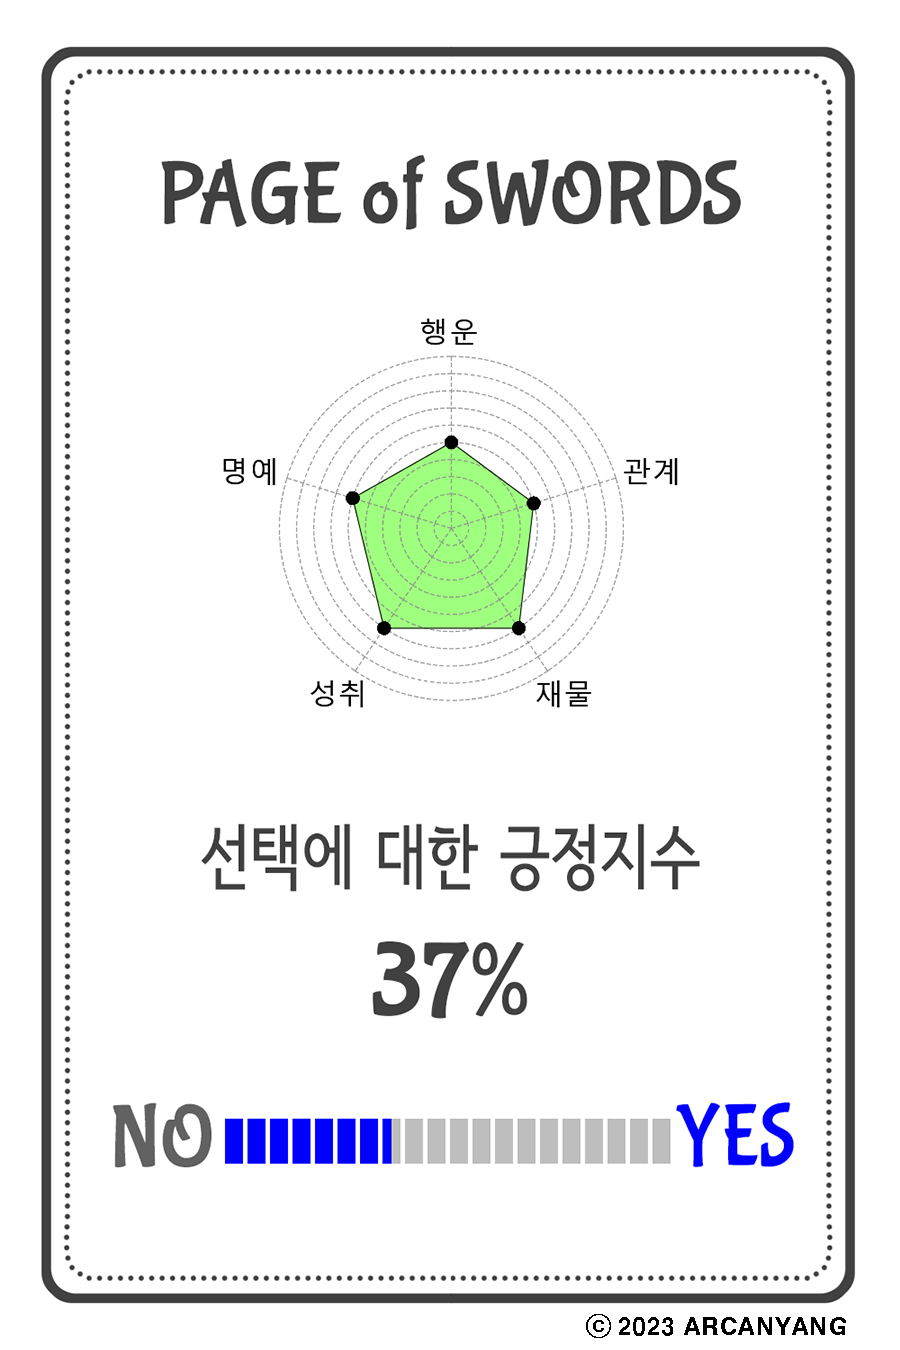 PAGE of SWORDS
행운
명예
관계
성취
재물
선택에 대한 긍정지수
37%
NO
YES
© 2023 ARCANYANG